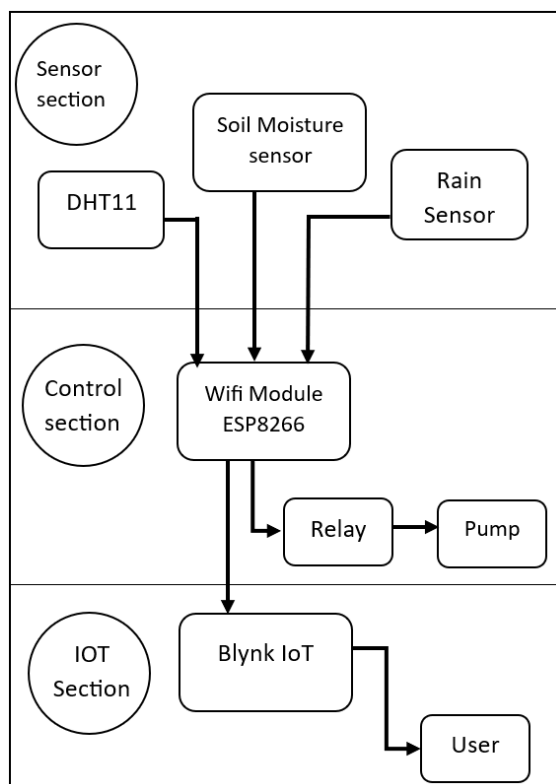 Sensor
section
Soil Moisture
sensor
DHT11
Rain
Sensor
Control
section
Wifi Module
ESP8266
Relay
Pump
IOT
Section
Blynk IoT
User